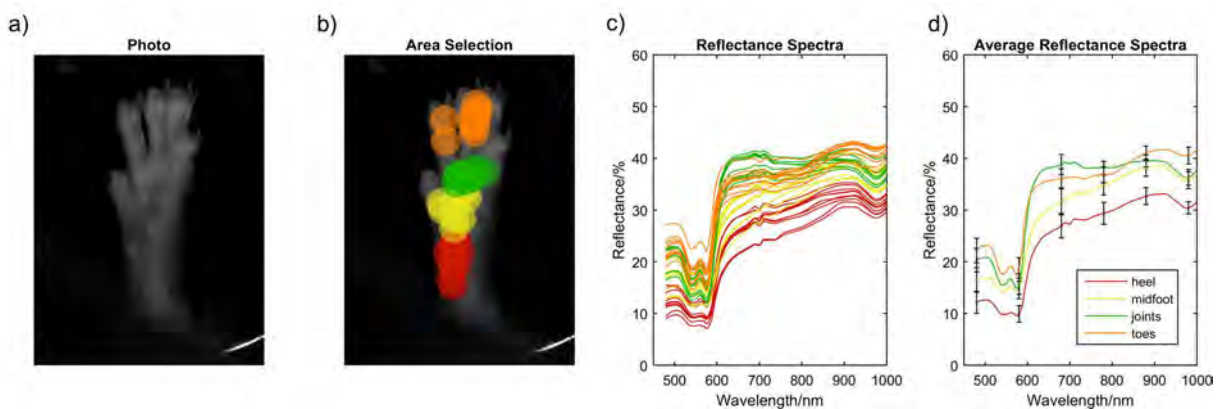 a)
Photo
b)
Area Selection
c)
Reflectance Spectra
60
50
40
30
20
10
0
Reflectance/%
500 600 700 800 900 1000
Wavelength/nm
d)
Average Reflectance Spectra
60
50
40
30
20
10
0
Reflectance/%
heel
midfoot
joints
toes
500 600 700 800 900 1000
Wavelength/nm